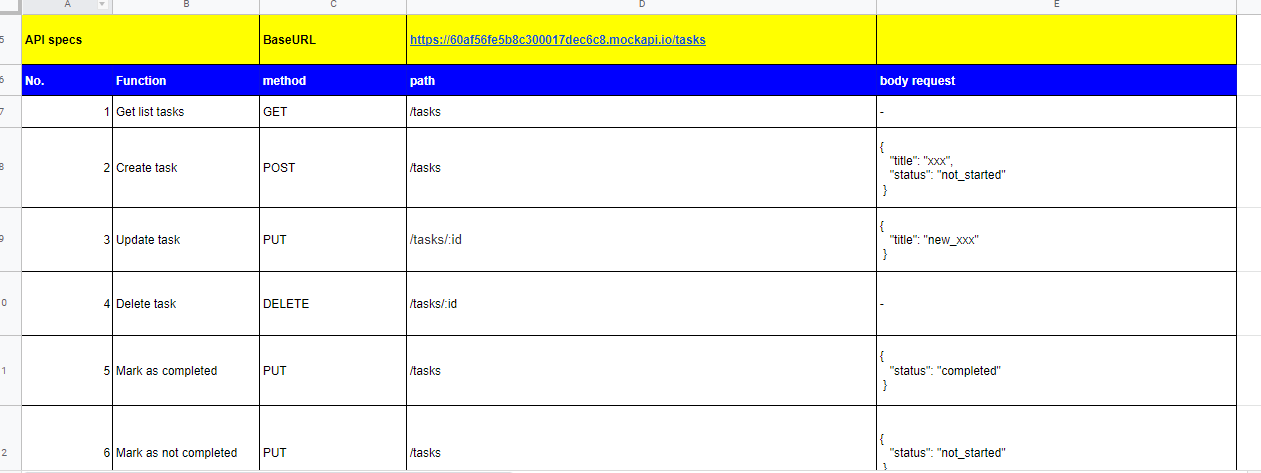 A B C D E
5 API specs BaseURL https://60af56fe5b8c300017dec6c8.mockapi.io/tasks
6 No. Function method path body request
7 1 Get list tasks GET /tasks -
8 2 Create task POST /tasks {
"title": "xxx",
"status": "not_started"
}
9 3 Update task PUT /tasks/:id {
"title": "new_xxx"
}
0 4 Delete task DELETE /tasks/:id -
1 5 Mark as completed PUT /tasks {
"status": "completed"
}
2 6 Mark as not completed PUT /tasks {
"status": "not_started"
}